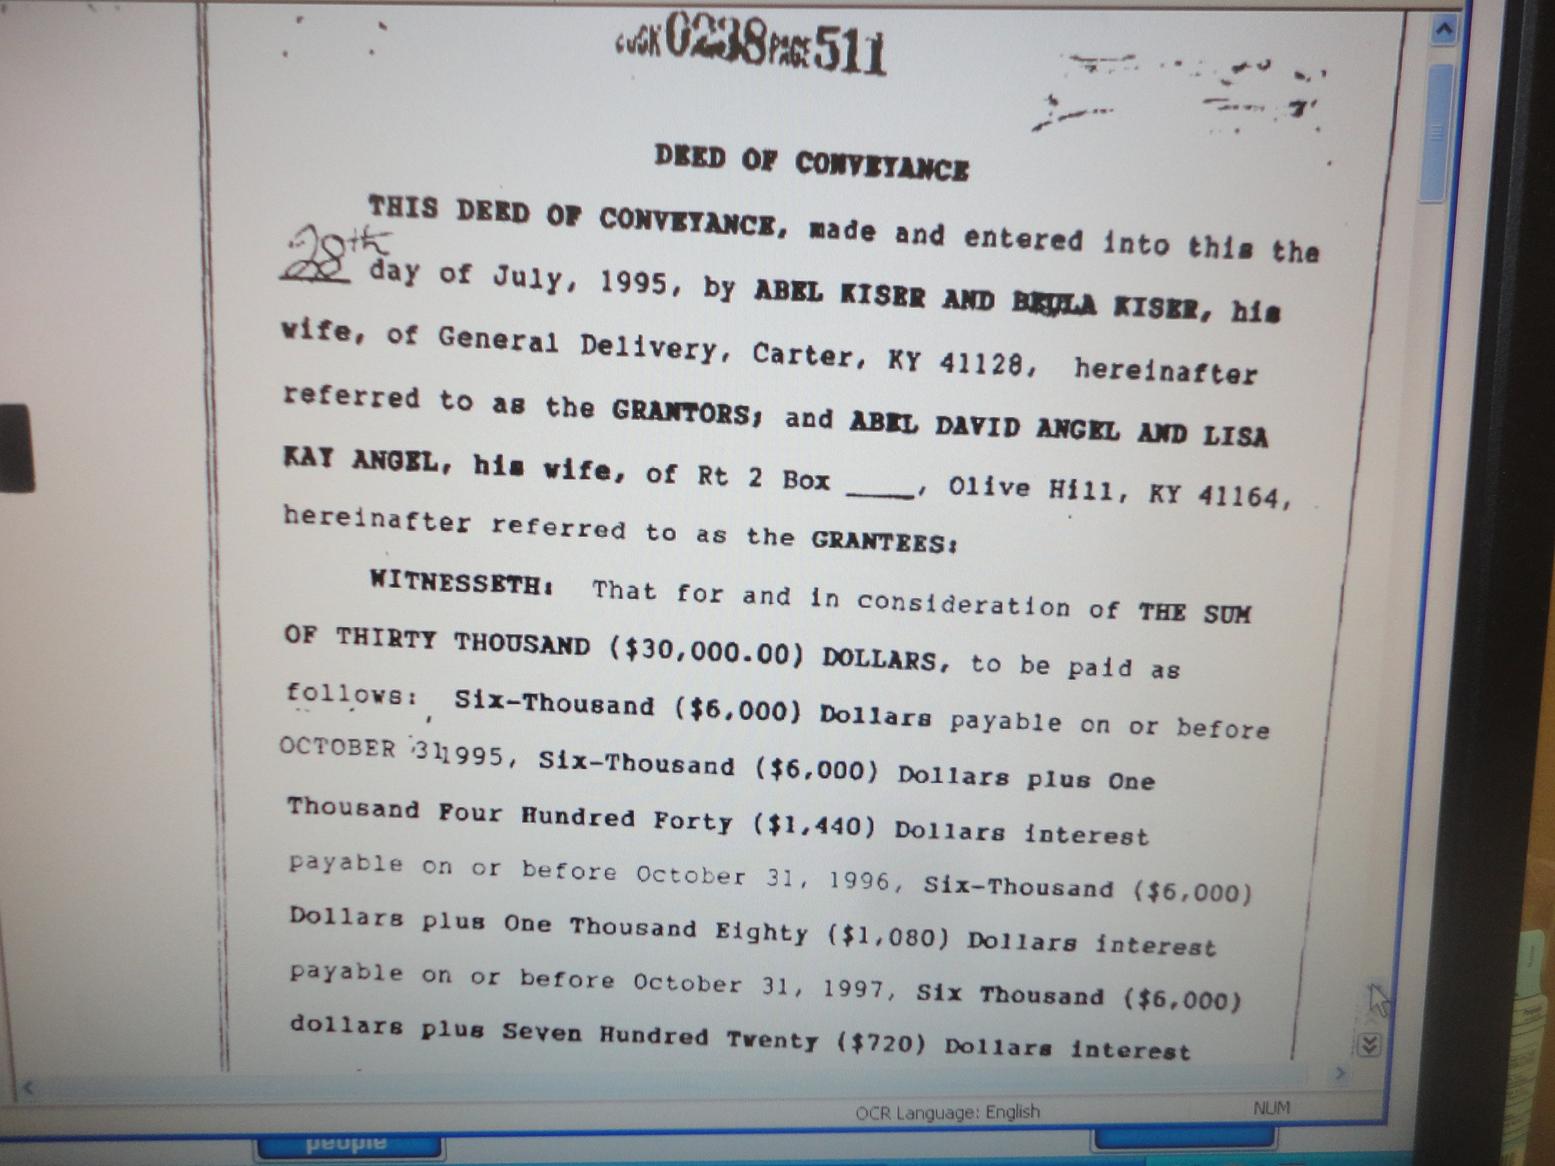 BOOK 0238 PAGE 511
DEED OF CONVEYANCE
THIS DEED OF CONVEYANCE, made and entered into this the
28th day of July, 1995, by ABEL KISER AND BEULA KISER, his
wife, of General Delivery, Carter, KY 41128, hereinafter
referred to as the GRANTORS; and ABEL DAVID ANGEL AND LISA
KAY ANGEL, his wife, of Rt 2 Box ____, Olive Hill, KY 41164,
hereinafter referred to as the GRANTEES:
WITNESSETH: That for and in consideration of THE SUM
OF THIRTY THOUSAND ($30,000.00) DOLLARS, to be paid as
follows: Six-Thousand ($6,000) Dollars payable on or before
OCTOBER 31 1995, Six-Thousand ($6,000) Dollars plus One
Thousand Four Hundred Forty ($1,440) Dollars interest
payable on or before October 31, 1996, Six-Thousand ($6,000)
Dollars plus One Thousand Eighty ($1,080) Dollars interest
payable on or before October 31, 1997, Six Thousand ($6,000)
dollars plus Seven Hundred Twenty ($720) Dollars interest
OCR Language: English NUM
people